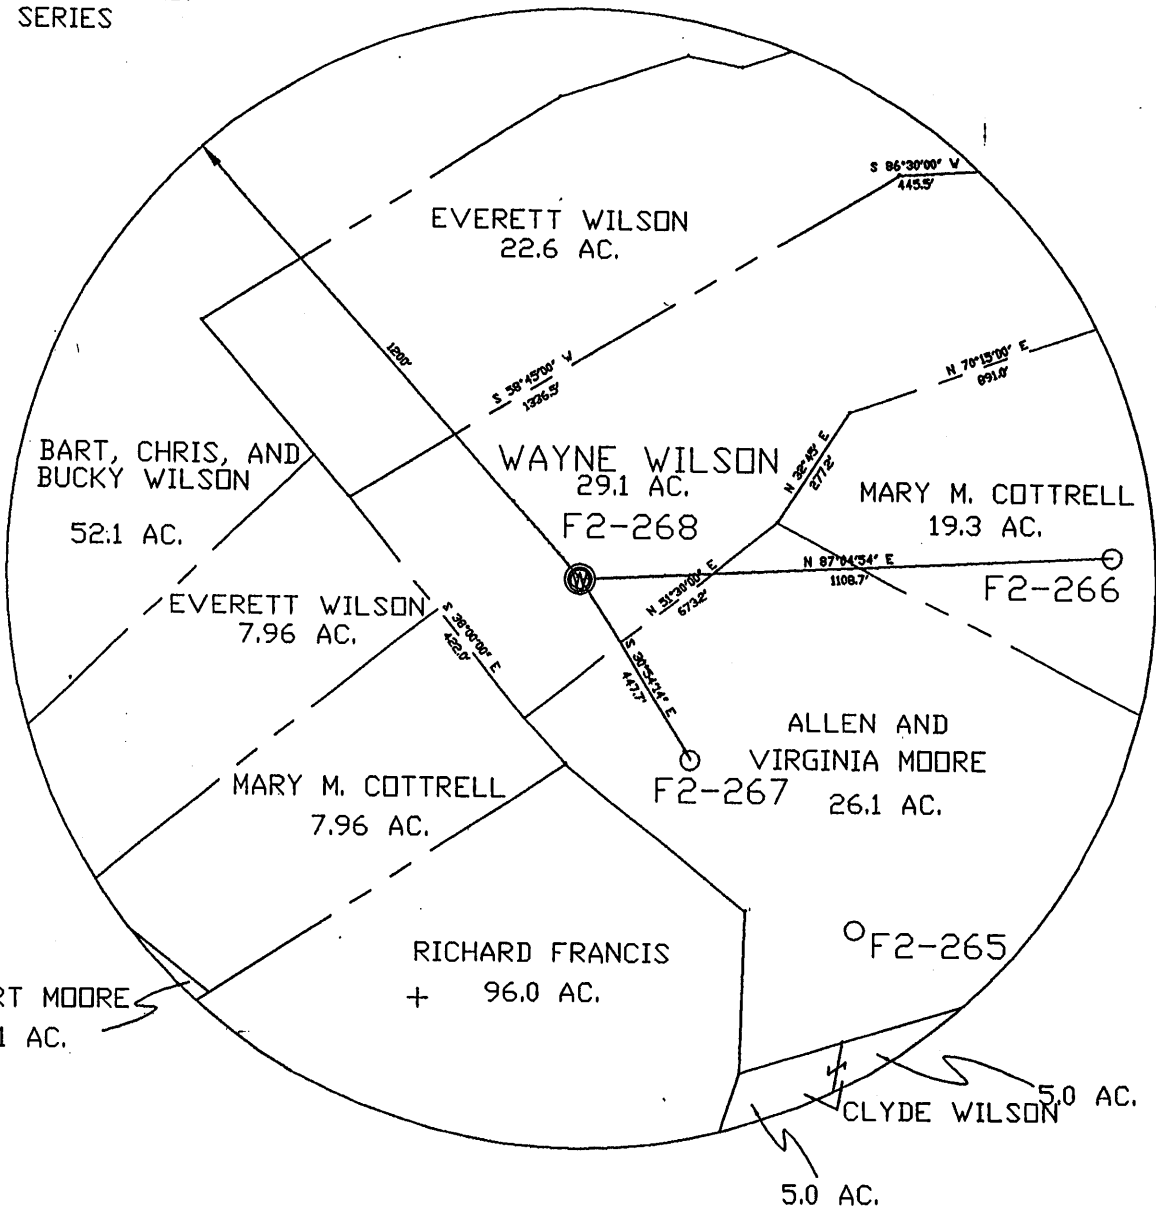 SERIES
S 86°30'00" W
445.5'
EVERETT WILSON
22.6 AC.
1200'
S 58°45'00" W
1336.5'
N 70°15'00" E
891.0'
BART, CHRIS, AND
BUCKY WILSON
52.1 AC.
WAYNE WILSON
29.1 AC.
F2-268
N 32°45' E
277.2'
MARY M. COTTRELL
19.3 AC.
W
N 87°04'54" E
1108.7'
F2-266
N 51°30'00" E
673.2'
EVERETT WILSON
7.96 AC.
S 38°00'00" E
422.0'
S 30°54'14" E
447.7'
F2-267
ALLEN AND
VIRGINIA MOORE
26.1 AC.
MARY M. COTTRELL
7.96 AC.
F2-265
RICHARD FRANCIS
96.0 AC.
RT MOORE
1 AC.
CLYDE WILSON
5.0 AC.
5.0 AC.